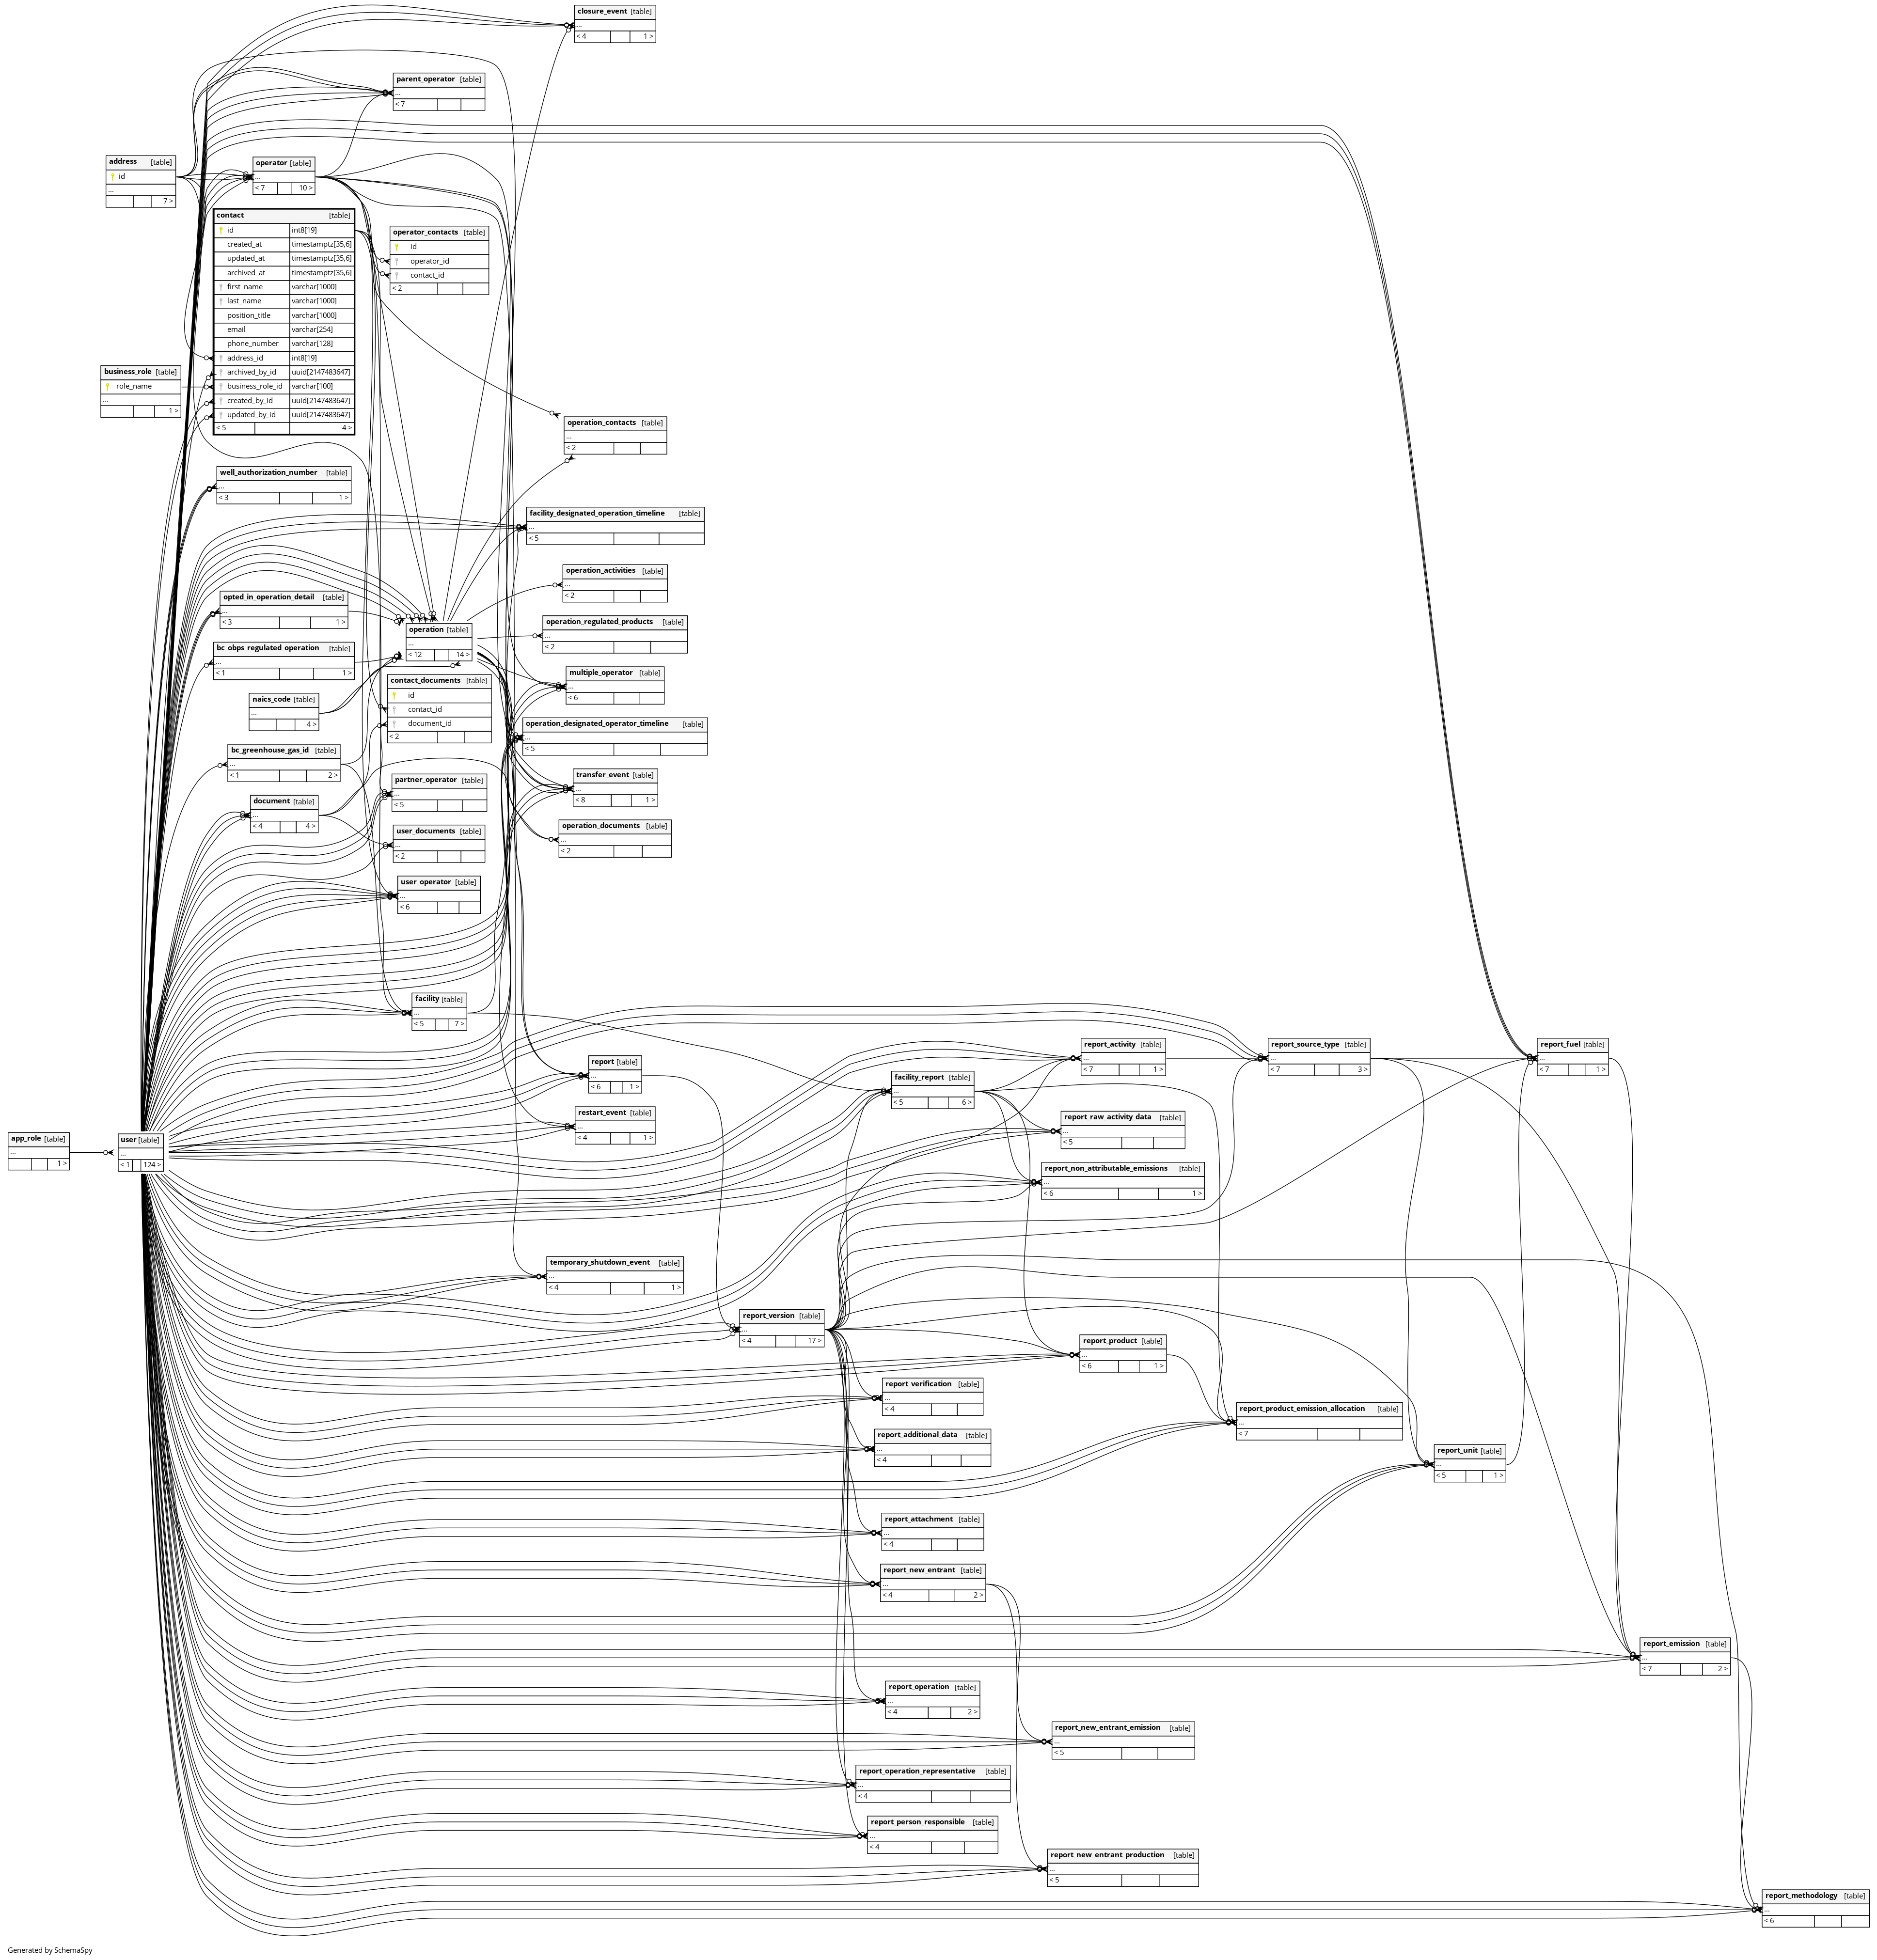 closure_event [table]
...
< 4 1 >
parent_operator [table]
...
< 7
address [table]
id
...
7 >
operator [table]
...
< 7 10 >
contact [table]
id int8[19]
created_at timestamptz[35,6]
updated_at timestamptz[35,6]
archived_at timestamptz[35,6]
first_name varchar[1000]
last_name varchar[1000]
position_title varchar[1000]
email varchar[254]
phone_number varchar[128]
address_id int8[19]
archived_by_id uuid[2147483647]
business_role_id varchar[100]
created_by_id uuid[2147483647]
updated_by_id uuid[2147483647]
< 5 4 >
operator_contacts [table]
id
operator_id
contact_id
< 2
business_role [table]
role_name
...
1 >
operation_contacts [table]
...
< 2
well_authorization_number [table]
...
< 3 1 >
facility_designated_operation_timeline [table]
...
< 5
operation_activities [table]
...
< 2
opted_in_operation_detail [table]
...
< 3 1 >
operation_regulated_products [table]
...
< 2
operation [table]
...
< 12 14 >
bc_obps_regulated_operation [table]
...
< 1 1 >
multiple_operator [table]
...
< 6
contact_documents [table]
id
contact_id
document_id
< 2
naics_code [table]
...
4 >
operation_designated_operator_timeline [table]
...
< 5
bc_greenhouse_gas_id [table]
...
< 1 2 >
transfer_event [table]
...
< 8 1 >
partner_operator [table]
...
< 5
document [table]
...
< 4 4 >
operation_documents [table]
...
< 2
user_documents [table]
...
< 2
user_operator [table]
...
< 6
facility [table]
...
< 5 7 >
report_activity [table]
...
< 7 1 >
report_source_type [table]
...
< 7 3 >
report_fuel [table]
...
< 7 1 >
report [table]
...
< 6 1 >
facility_report [table]
...
< 5 6 >
restart_event [table]
...
< 4 1 >
report_raw_activity_data [table]
...
< 5
app_role [table]
...
1 >
user [table]
...
< 1 124 >
report_non_attributable_emissions [table]
...
< 6 1 >
temporary_shutdown_event [table]
...
< 4 1 >
report_version [table]
...
< 4 17 >
report_product [table]
...
< 6 1 >
report_verification [table]
...
< 4
report_product_emission_allocation [table]
...
< 7
report_additional_data [table]
...
< 4
report_unit [table]
...
< 5 1 >
report_attachment [table]
...
< 4
report_new_entrant [table]
...
< 4 2 >
report_emission [table]
...
< 7 2 >
report_operation [table]
...
< 4 2 >
report_new_entrant_emission [table]
...
< 5
report_operation_representative [table]
...
< 4
report_person_responsible [table]
...
< 4
report_new_entrant_production [table]
...
< 5
report_methodology [table]
...
< 6
Generated by SchemaSpy